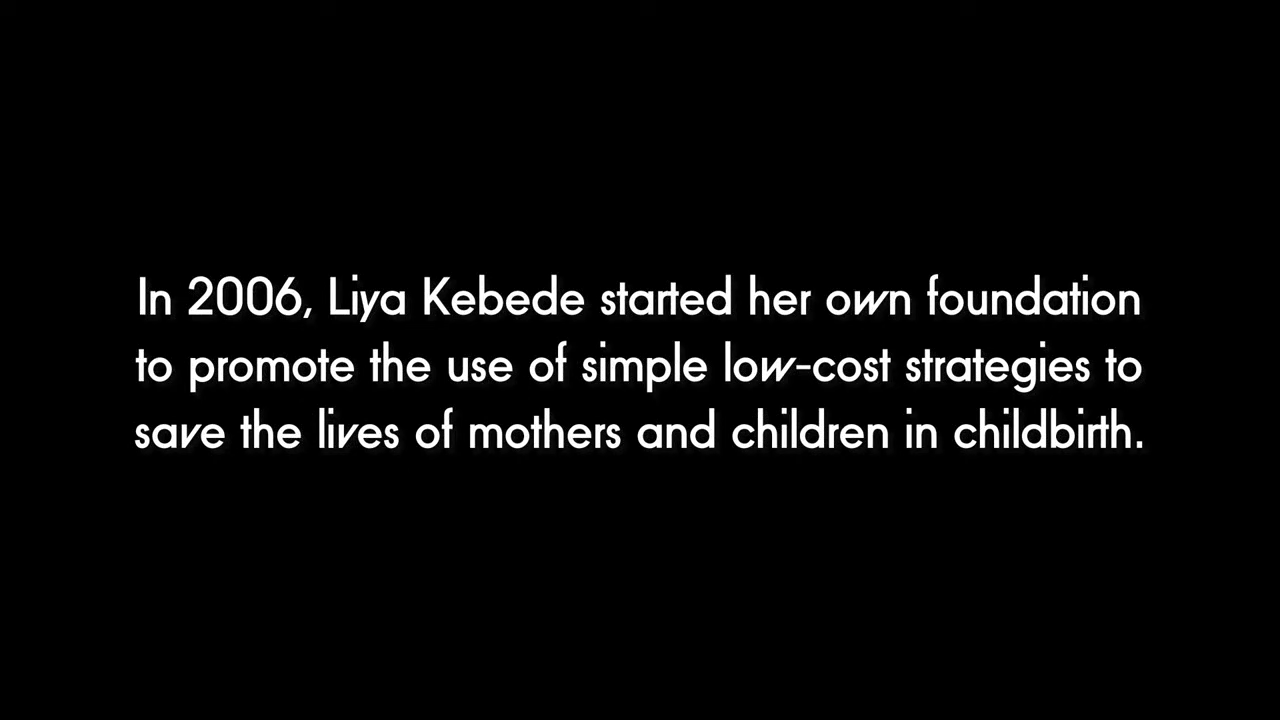 In 2006, Liya Kebede started her own foundation
to promote the use of simple low-cost strategies to
save the lives of mothers and children in childbirth.